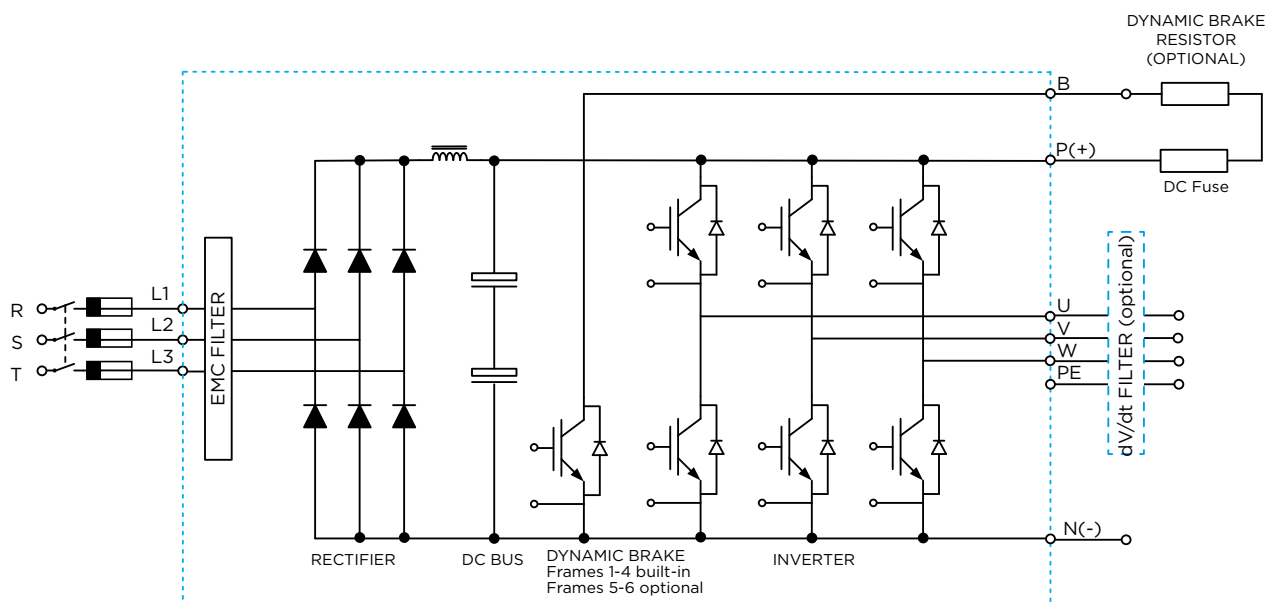 DYNAMIC BRAKE
RESISTOR
(OPTIONAL)
B
P(+)
DC Fuse
R
L1
S
L2
T
L3
EMC FILTER
U
V
W
PE
dV/dt FILTER (optional)
N(-)
RECTIFIER
DC BUS
DYNAMIC BRAKE
Frames 1-4 built-in
Frames 5-6 optional
INVERTER